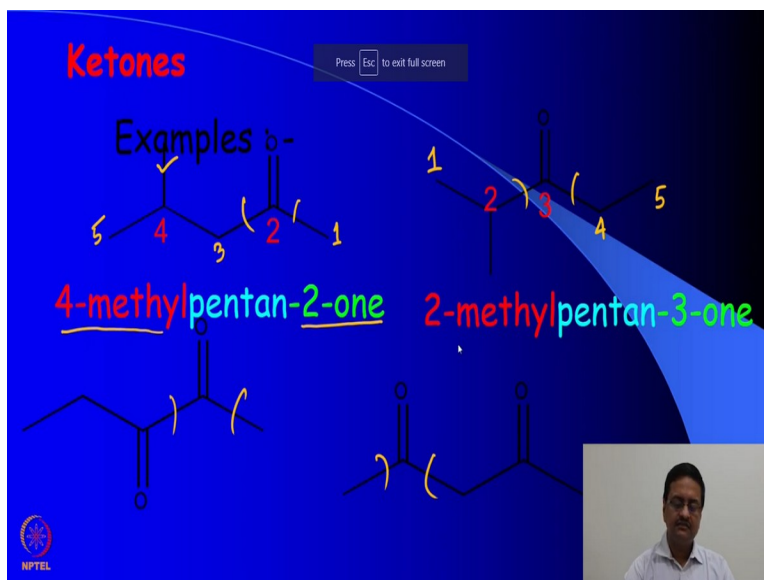 Ketones
Press Esc to exit full screen
Examples :-
O
O
1
2
3
4
5
5
4
3
2
1
4-methylpentan-2-one
2-methylpentan-3-one
O
O
O
O
NPTEL